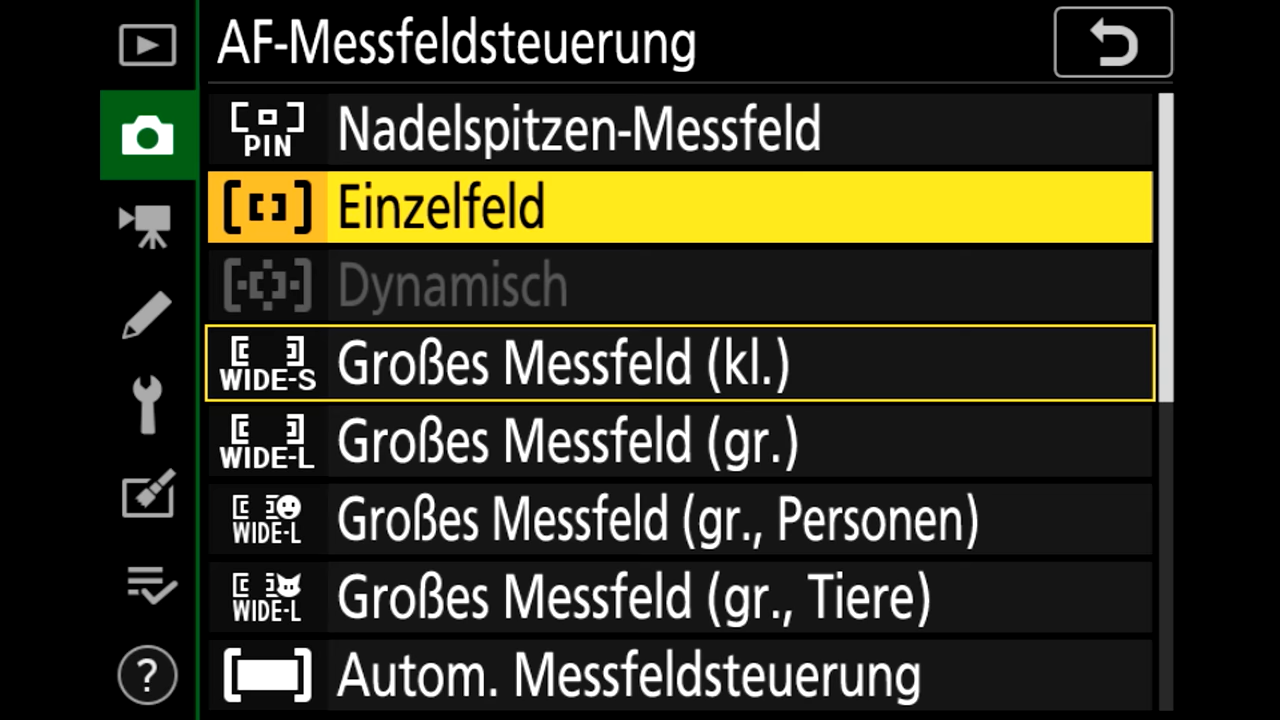 AF-Messfeldsteuerung
PIN Nadelspitzen-Messfeld
Einzelfeld
Dynamisch
WIDE-S Großes Messfeld (kl.)
WIDE-L Großes Messfeld (gr.)
WIDE-L Großes Messfeld (gr., Personen)
WIDE-L Großes Messfeld (gr., Tiere)
? Autom. Messfeldsteuerung